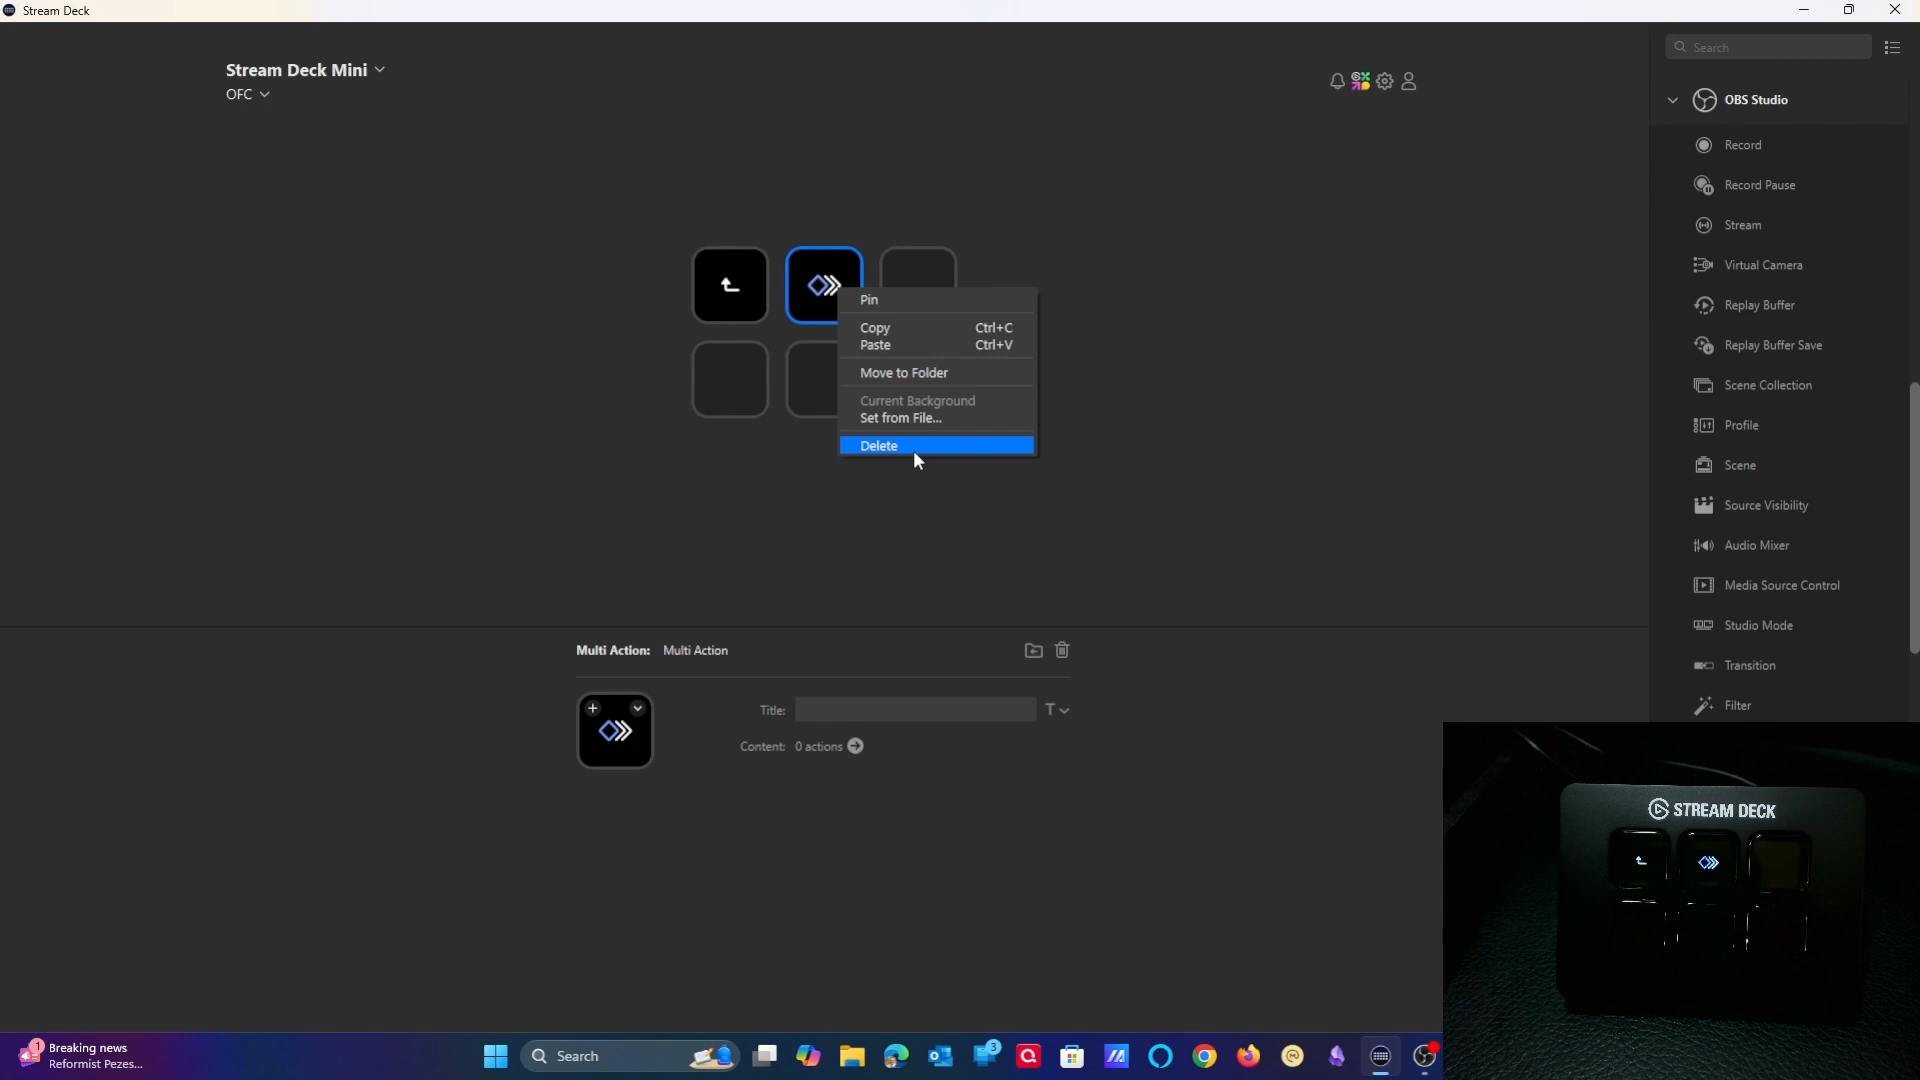 Stream Deck
Stream Deck Mini
OFC
Search
OBS Studio
Record
Record Pause
Stream
Virtual Camera
Replay Buffer
Replay Buffer Save
Scene Collection
Profile
Scene
Source Visibility
Audio Mixer
Media Source Control
Studio Mode
Transition
Filter
Pin
Copy Ctrl+C
Paste Ctrl+V
Move to Folder
Current Background
Set from File...
Delete
Multi Action: Multi Action
Title:
T
Content: 0 actions
STREAM DECK
1
Breaking news
Reformist Pezes...
Search
3